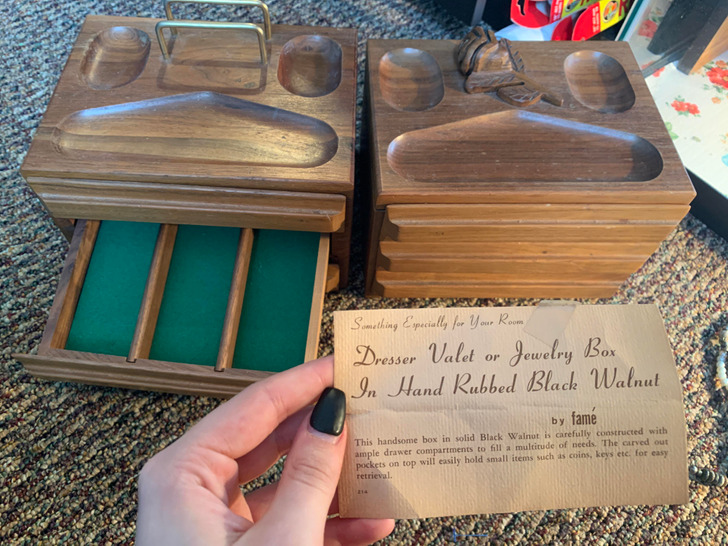 Something Especially for Your Room
Dresser Valet or Jewelry Box
In Hand Rubbed Black Walnut
by famé
This handsome box in solid Black Walnut is carefully constructed with
ample drawer compartments to fill a multitude of needs. The carved out
pockets on top will easily hold small items such as coins, keys etc. for easy
retrieval.